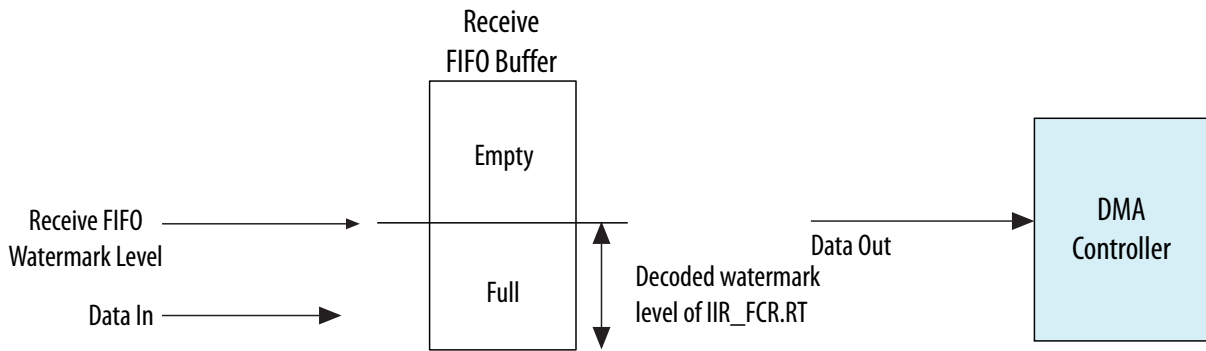 Receive
FIFO Buffer
Empty
Receive FIFO
Watermark Level
Data In
Full
Decoded watermark
level of IIR_FCR.RT
Data Out
DMA
Controller